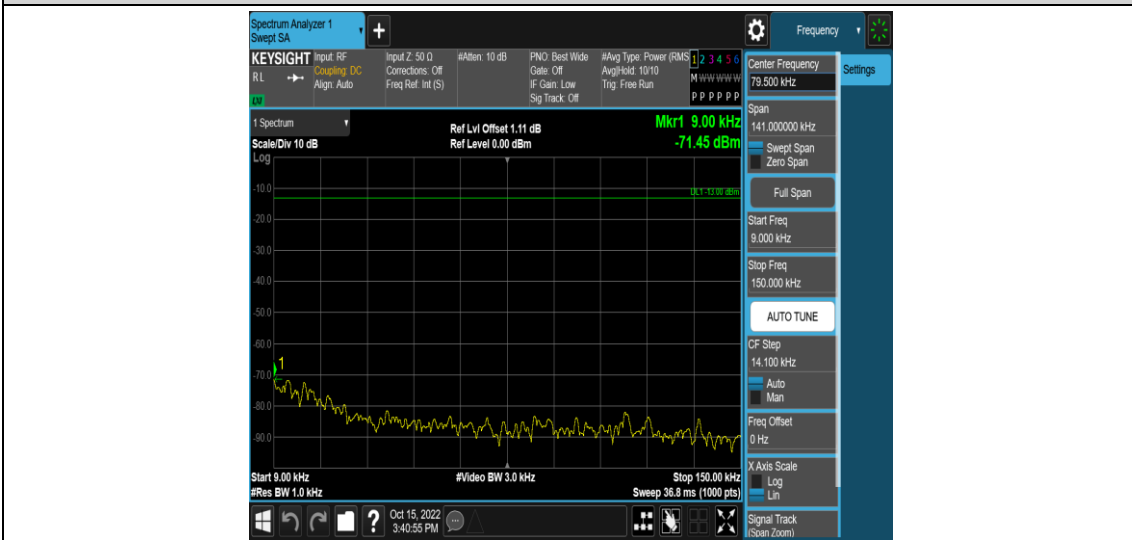 Spectrum Analyzer 1
Swept SA
+
Frequency
KEYSIGHT
RL
LXI
Input: RF
Coupling: DC
Align: Auto
Input Z: 50 Ω
Corrections: Off
Freq Ref: Int (S)
#Atten: 10 dB
PNO: Best Wide
Gate: Off
IF Gain: Low
Sig Track: Off
#Avg Type: Power (RMS
Avg|Hold: 10/10
Trig: Free Run
1 2 3 4 5 6
M W W W W W
P P P P P P
Center Frequency
79.500 kHz
Settings
Span
141.000000 kHz
Swept Span
Zero Span
Full Span
Start Freq
9.000 kHz
Stop Freq
150.000 kHz
AUTO TUNE
CF Step
14.100 kHz
Auto
Man
Freq Offset
0 Hz
X Axis Scale
Log
Lin
Signal Track
(Span Zoom)
1 Spectrum
Scale/Div 10 dB
Log
Ref Lvl Offset 1.11 dB
Ref Level 0.00 dBm
Mkr1 9.00 kHz
-71.45 dBm
DL1 -13.00 dBm
-10.0
-20.0
-30.0
-40.0
-50.0
-60.0
-70.0
-80.0
-90.0
1
Start 9.00 kHz
#Res BW 1.0 kHz
#Video BW 3.0 kHz
Stop 150.00 kHz
Sweep 36.8 ms (1000 pts)
?
Oct 15, 2022
3:40:55 PM